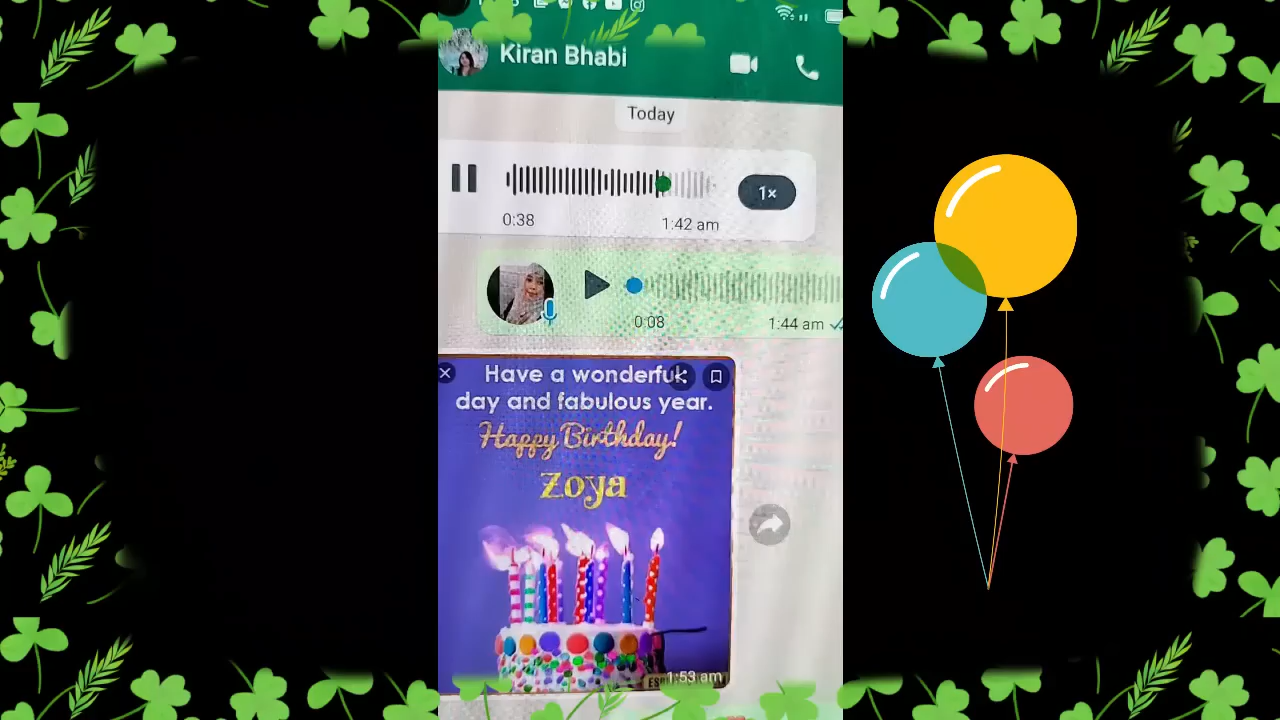 Kiran Bhabi
Today
1×
0:38
1:42 am
0:08
1:44 am
Have a wonderful
day and fabulous year.
Happy Birthday!
Zoya
1:53 am